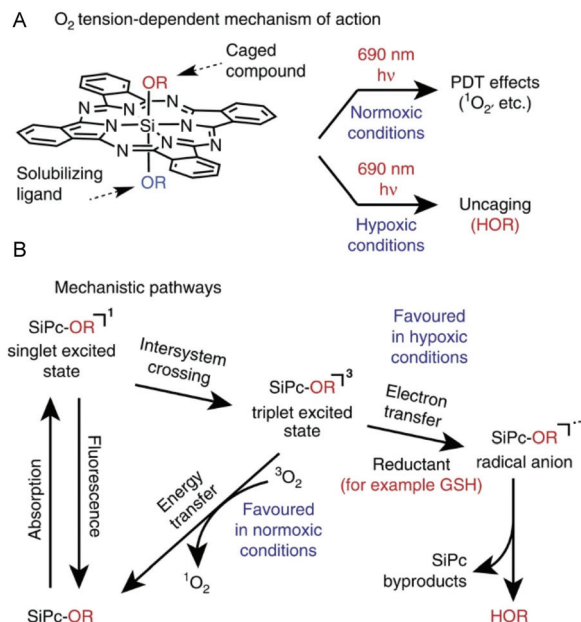 A
O₂ tension-dependent mechanism of action
OR
Caged
compound
N
N
N
N
Si
N
N
N
N
OR
Solubilizing
ligand
690 nm
hν
Normoxic
conditions
PDT effects
(¹O₂, etc.)
690 nm
hν
Hypoxic
conditions
Uncaging
(HOR)
B
Mechanistic pathways
SiPc-OR ¹
singlet excited
state
Intersystem
crossing
SiPc-OR ³
triplet excited
state
Favoured
in hypoxic
conditions
Electron
transfer
Reductant
(for example GSH)
SiPc-OR ·-
radical anion
Absorption
Fluorescence
Energy
transfer
³O₂
Favoured
in normoxic
conditions
¹O₂
SiPc
byproducts
SiPc-OR
HOR